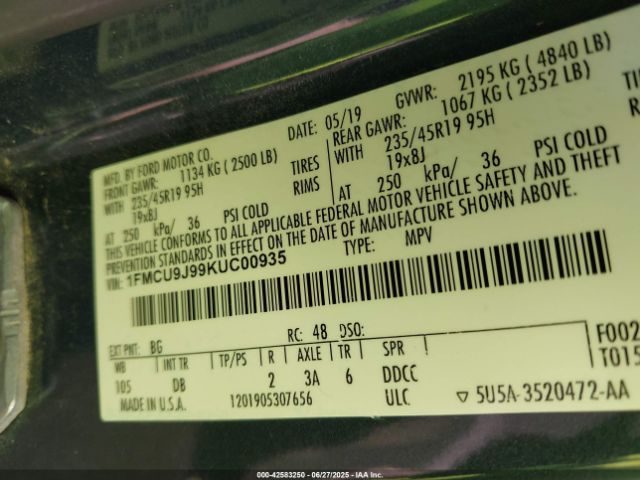 MFD. BY FORD MOTOR CO.
DATE: 05/19 GVWR: 2195 KG ( 4840 LB)
FRONT GAWR: 1134 KG ( 2500 LB) REAR GAWR: 1067 KG ( 2352 LB)
WITH 235/45R19 95H TIRES WITH 235/45R19 95H
19x8J RIMS 19x8J
AT 250 kPa/ 36 PSI COLD AT 250 kPa/ 36 PSI COLD
THIS VEHICLE CONFORMS TO ALL APPLICABLE FEDERAL MOTOR VEHICLE SAFETY AND THEFT
PREVENTION STANDARDS IN EFFECT ON THE DATE OF MANUFACTURE SHOWN ABOVE.
VIN: 1FMCU9J99KUC00935 TYPE: MPV
EXT PNT: BG RC: 48 DSO:
WB INT TR TP/PS R AXLE TR SPR F002
105 DB 2 3A 6 DDCC T015
MADE IN U.S.A. 1201905307656 ULC ▽ 5U5A-3520472-AA
000-42583250 | 06/27/2025 - IAA Inc.